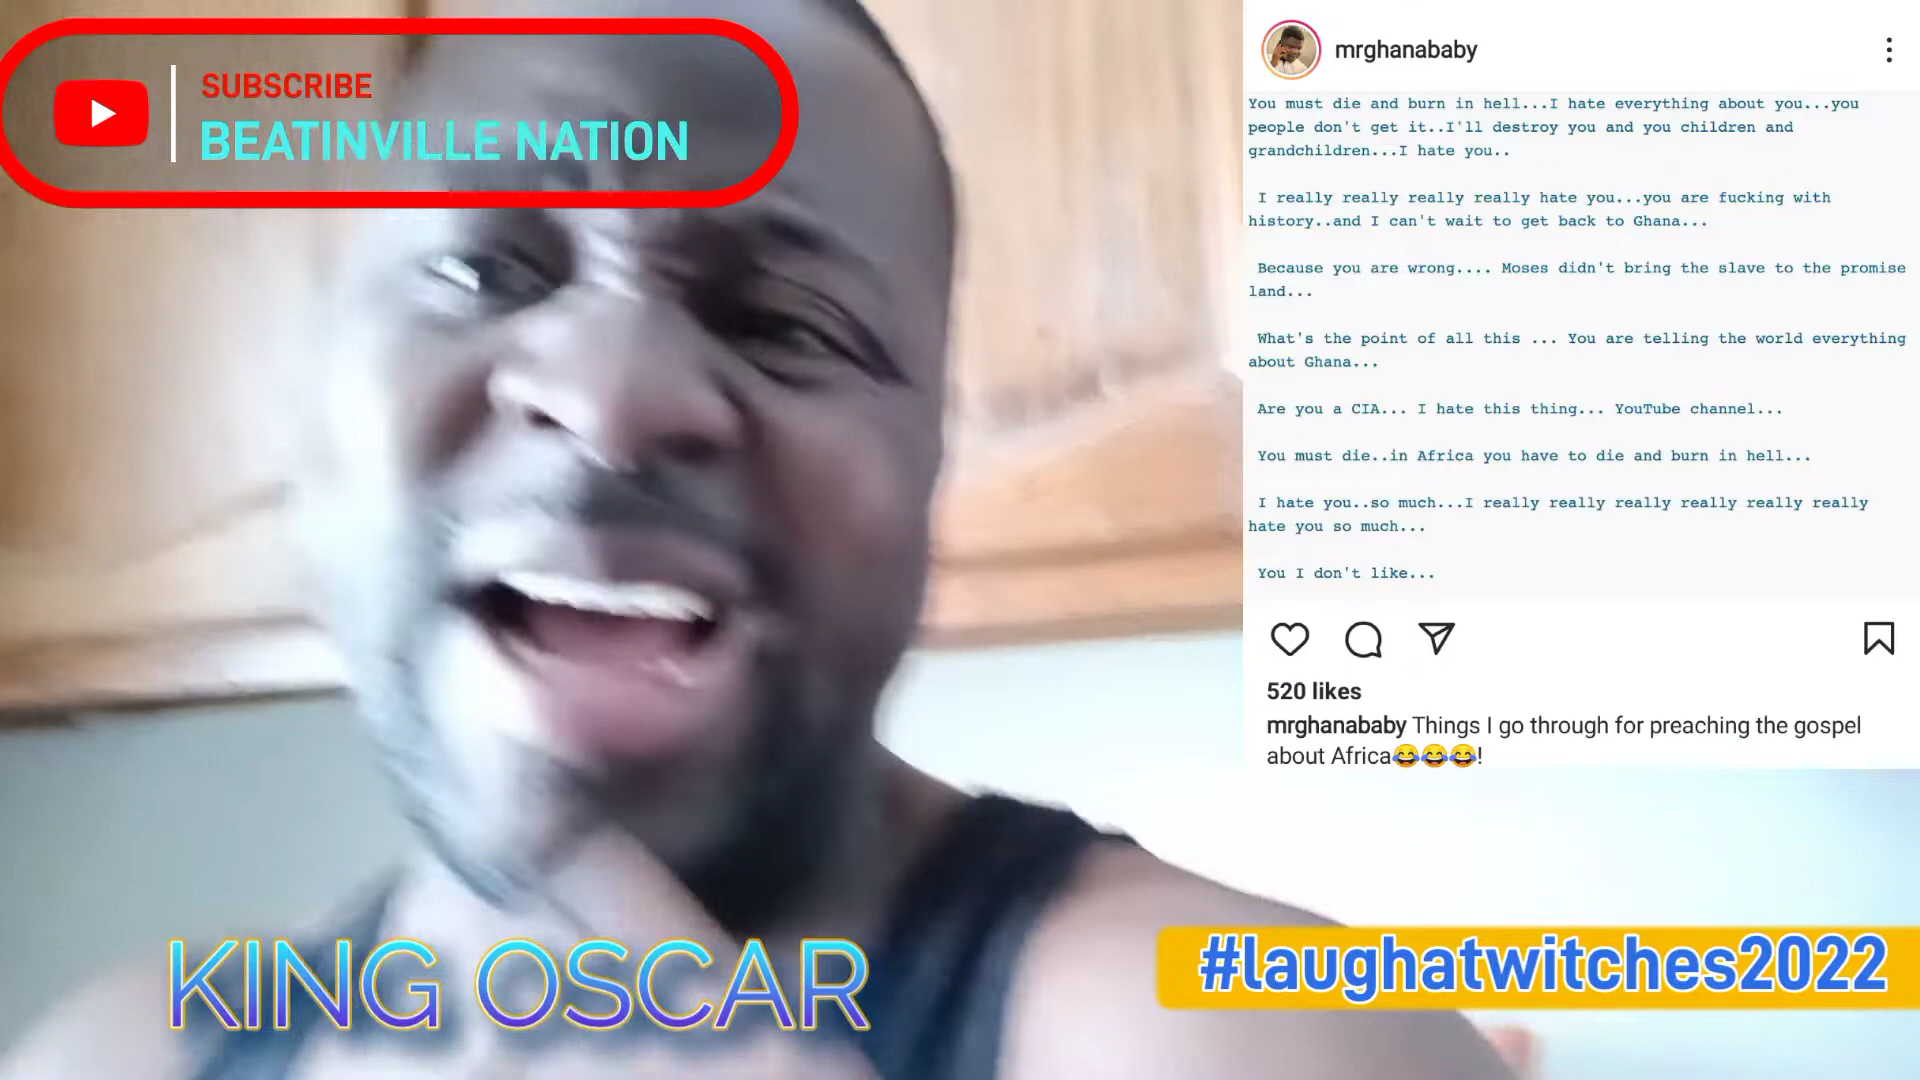 SUBSCRIBE
BEATINVILLE NATION
mrghanababy
You must die and burn in hell...I hate everything about you...you
people don't get it..I'll destroy you and you children and
grandchildren...I hate you..
I really really really really hate you...you are fucking with
history..and I can't wait to get back to Ghana...
Because you are wrong.... Moses didn't bring the slave to the promise
land...
What's the point of all this ... You are telling the world everything
about Ghana...
Are you a CIA... I hate this thing... YouTube channel...
You must die..in Africa you have to die and burn in hell...
I hate you..so much...I really really really really really really
hate you so much...
You I don't like...
520 likes
mrghanababy Things I go through for preaching the gospel
about Africa😂😂😂!
KING OSCAR
#laughatwitches2022